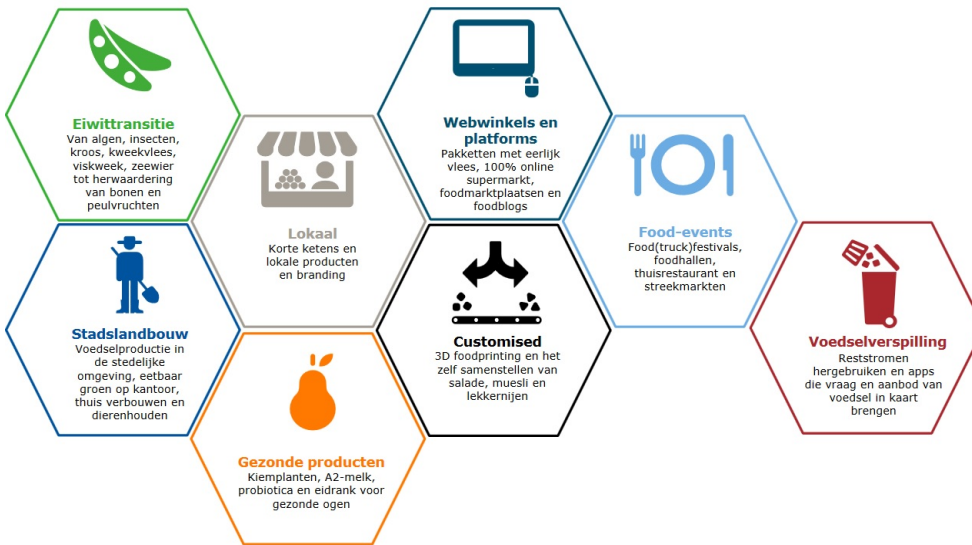 Eiwittransitie
Van algen, insecten,
kroos, kweekvlees,
viskweek, zeewier
tot herwaardering
van bonen en
peulvruchten
Lokaal
Korte ketens en
lokale producten
en branding
Webwinkels en
platforms
Pakketten met eerlijk
vlees, 100% online
supermarkt,
foodmarktplaatsen en
foodblogs
Food-events
Food(truck)festivals,
foodhallen,
thuisrestaurant en
streekmarkten
Stadslandbouw
Voedselproductie in
de stedelijke
omgeving, eetbaar
groen op kantoor,
thuis verbouwen en
dierenhouden
Customised
3D foodprinting en het
zelf samenstellen van
salade, muesli en
lekkernijen
Voedselverspilling
Reststromen
hergebruiken en apps
die vraag en aanbod van
voedsel in kaart
brengen
Gezonde producten
Kiemplanten, A2-melk,
probiotica en eidrank voor
gezonde ogen